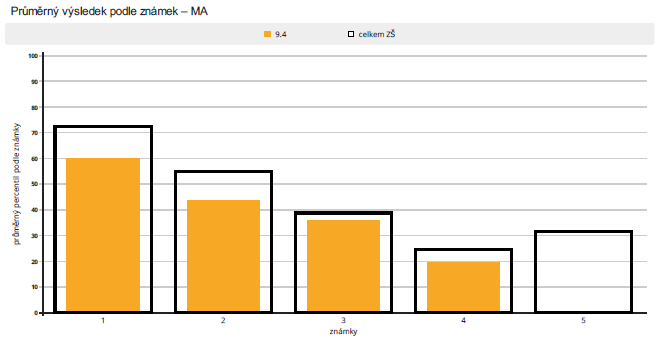 Průměrný výsledek podle známek – MA
9.4 celkem ZŠ
průměrný percentil podle známky
100
90
80
70
60
50
40
30
20
10
0
1 2 3 4 5
známky